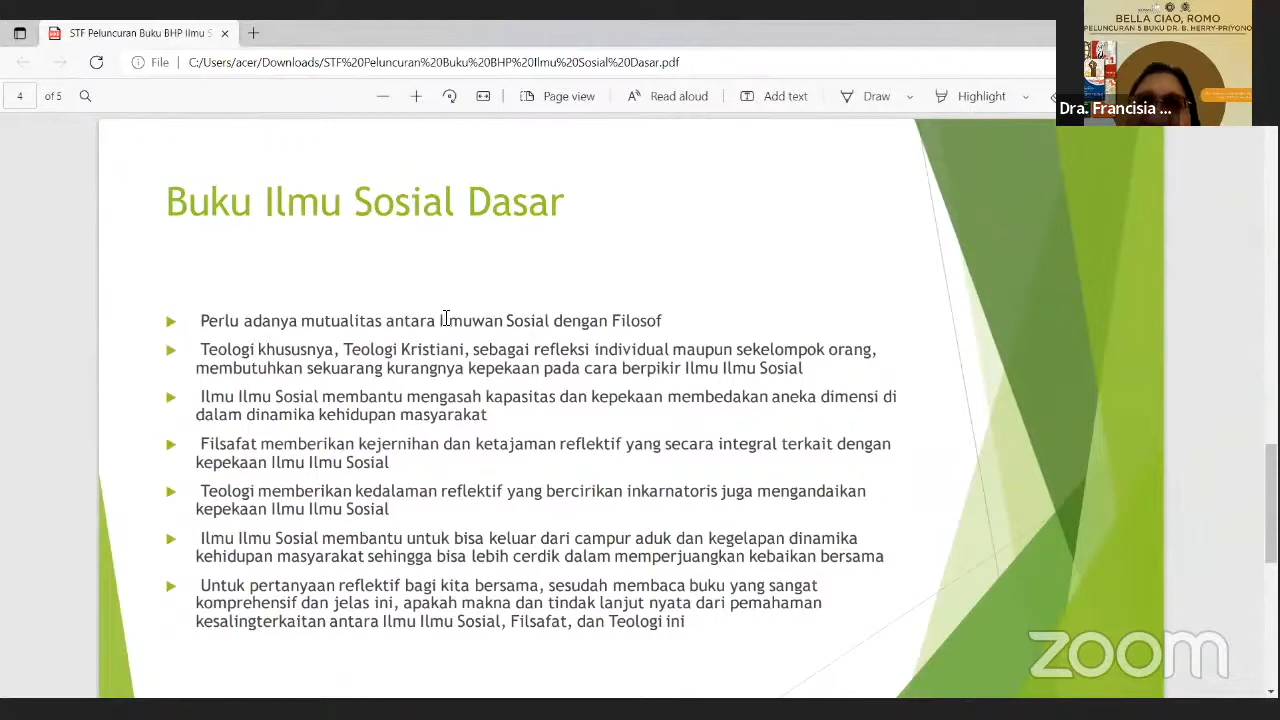 STF Peluncuran Buku BHP Ilmu S
File
C:/Users/acer/Downloads/STF%20Peluncuran%20Buku%20BHP%20Ilmu%20Sosial%20Dasar.pdf
4 of 5
Page view
Read aloud
Add text
Draw
Highlight
BELLA CIAO, ROMO
PELUNCURAN 5 BUKU DR. B. HERRY-PRIYONO
Dra. Francisia ...
Buku Ilmu Sosial Dasar
Perlu adanya mutualitas antara Ilmuwan Sosial dengan Filosof
Teologi khususnya, Teologi Kristiani, sebagai refleksi individual maupun sekelompok orang,
membutuhkan sekuarang kurangnya kepekaan pada cara berpikir Ilmu Ilmu Sosial
Ilmu Ilmu Sosial membantu mengasah kapasitas dan kepekaan membedakan aneka dimensi di
dalam dinamika kehidupan masyarakat
Filsafat memberikan kejernihan dan ketajaman reflektif yang secara integral terkait dengan
kepekaan Ilmu Ilmu Sosial
Teologi memberikan kedalaman reflektif yang bercirikan inkarnatoris juga mengandaikan
kepekaan Ilmu Ilmu Sosial
Ilmu Ilmu Sosial membantu untuk bisa keluar dari campur aduk dan kegelapan dinamika
kehidupan masyarakat sehingga bisa lebih cerdik dalam memperjuangkan kebaikan bersama
Untuk pertanyaan reflektif bagi kita bersama, sesudah membaca buku yang sangat
komprehensif dan jelas ini, apakah makna dan tindak lanjut nyata dari pemahaman
kesalingterkaitan antara Ilmu Ilmu Sosial, Filsafat, dan Teologi ini
zoom